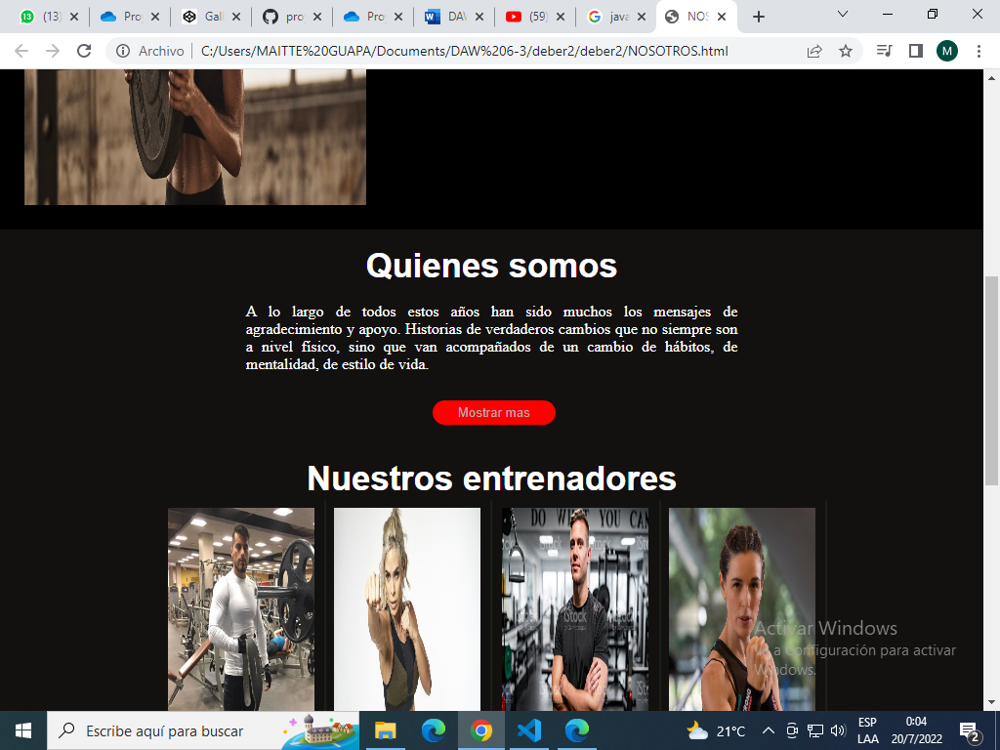 (13)
Pro
Gal
pro
Pro
DAW
(59)
java
NOS
Archivo
C:/Users/MAITTE%20GUAPA/Documents/DAW%206-3/deber2/deber2/NOSOTROS.html
M
Quienes somos
A lo largo de todos estos años han sido muchos los mensajes de
agradecimiento y apoyo. Historias de verdaderos cambios que no siempre son
a nivel físico, sino que van acompañados de un cambio de hábitos, de
mentalidad, de estilo de vida.
Mostrar mas
Nuestros entrenadores
DO WHAT YOU CAN
iStock
Activar Windows
a Configuración para activar
Windows.
Escribe aquí para buscar
21°C
ESP
LAA
0:04
20/7/2022
2